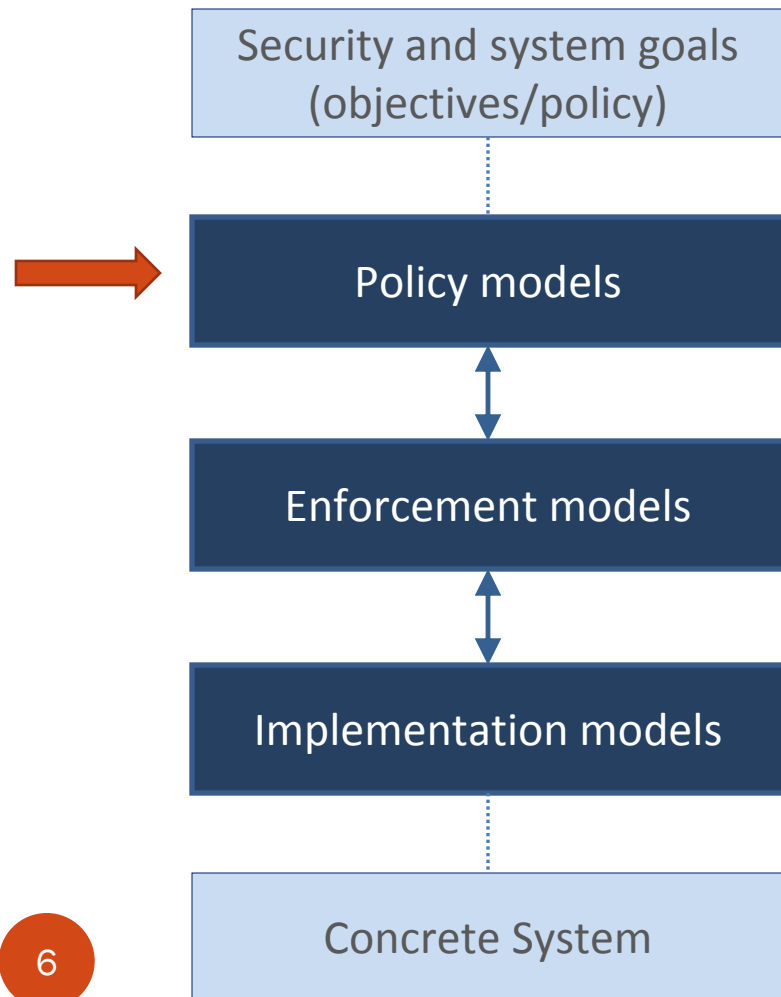 Security and system goals
(objectives/policy)
Policy models
Enforcement models
Implementation models
Concrete System
6